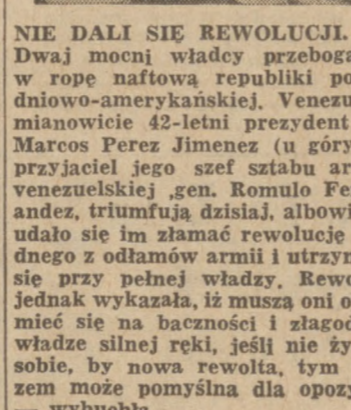 NIE DALI SIĘ REWOLUCJI.
Dwaj mocni władcy przeboga
w ropę naftową republiki po
dniowo-amerykańskiej. Venezu
mianowicie 42-letni prezydent
Marcos Perez Jimenez (u góry
przyjaciel jego szef sztabu ar
venezuelskiej ,gen. Romulo Fe
andez, triumfują dzisiaj, albowi
udało się im złamać rewolucję
dnego z odłamów armii i utrzym
się przy pełnej władzy. Rewo
jednak wykazała, iż muszą oni o
mieć się na baczności i złagod
władze silnej ręki, jeśli nie ży
sobie, by nowa rewolta, tym
zem może pomyślna dla opozy
— wybuchła.